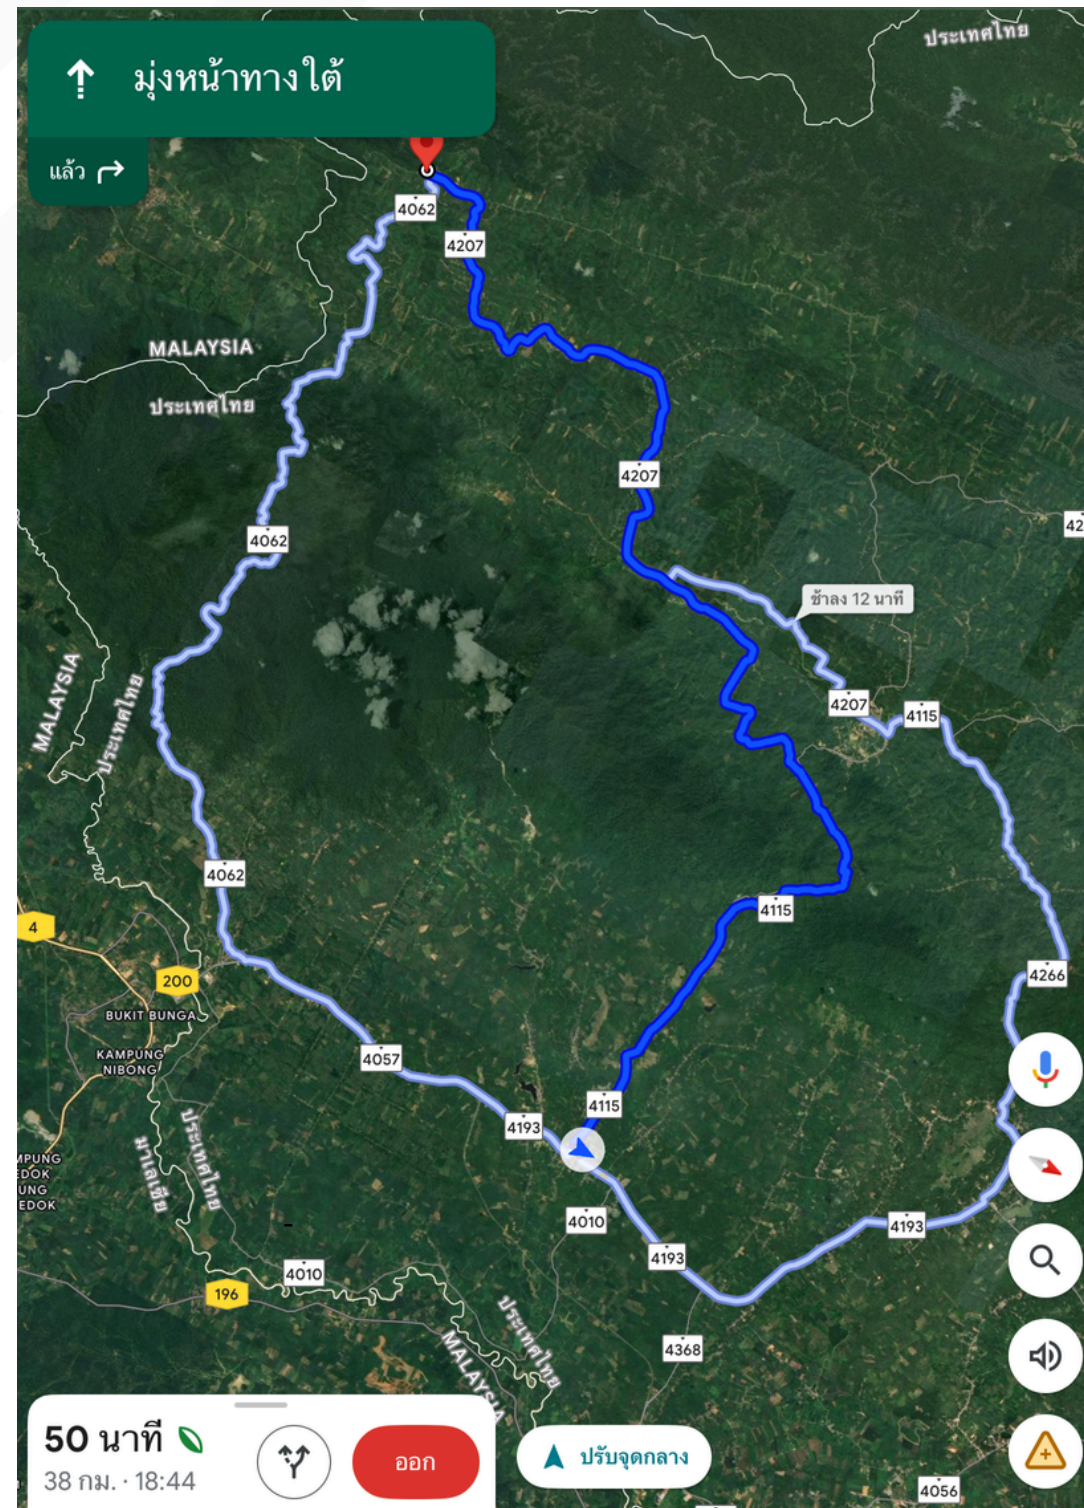 ประเทศไทย
มุ่งหน้าทางใต้
แล้ว
4062
4207
MALAYSIA
ประเทศไทย
4207
42
4062
ช้าลง 12 นาที
MALAYSIA
ประเทศไทย
4207
4115
4062
4115
4
4266
200
BUKIT BUNGA
KAMPUNG
NIBONG
4057
4115
4193
MPUNG
EDOK
UNG
EDOK
มาเลเซีย
ประเทศไทย
4010
4193
4193
4010
196
ประเทศไทย
MALAYSIA
4368
50 นาที
38 กม. · 18:44
ออก
ปรับจุดกลาง
4056